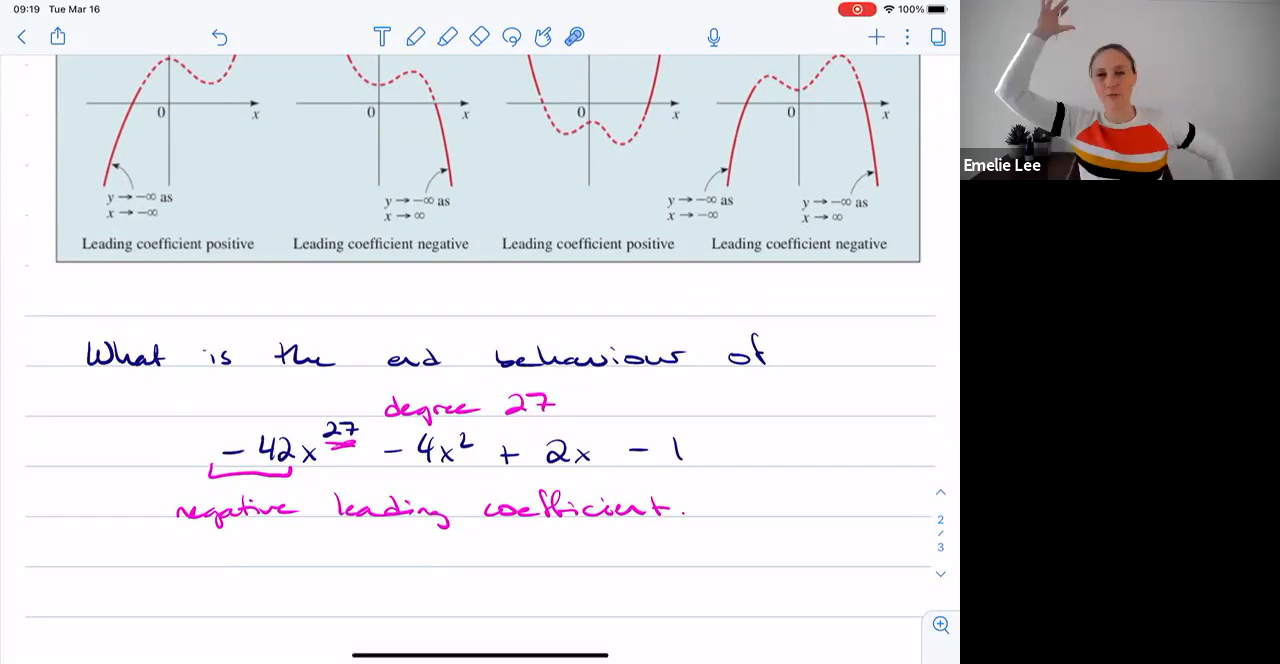 09:19 Tue Mar 16
100%
0 x
0 x
0 x
0 x
y → −∞ as
x → −∞
y → −∞ as
x → ∞
y → −∞ as
x → −∞
y → −∞ as
x → ∞
Leading coefficient positive
Leading coefficient negative
Leading coefficient positive
Leading coefficient negative
What is the end behaviour of
degree 27
− 42x^27 − 4x² + 2x − 1
negative leading coefficient.
2
/
3
Emelie Lee